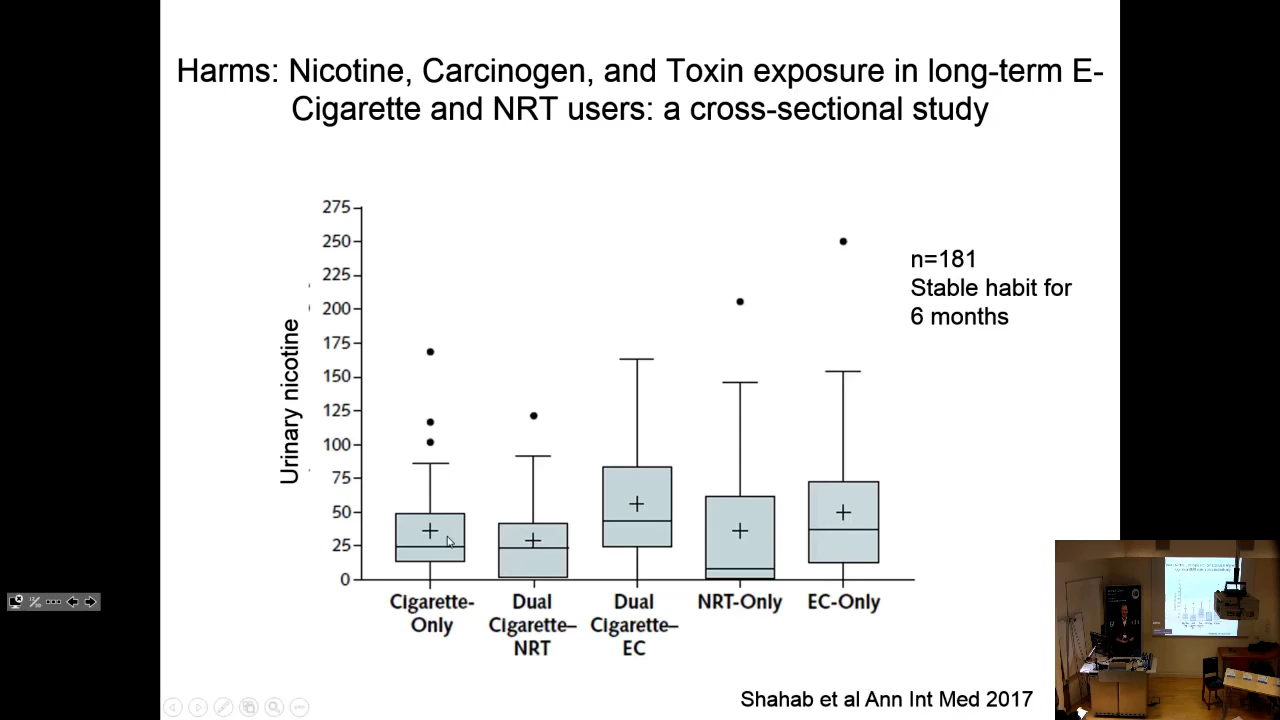 Harms: Nicotine, Carcinogen, and Toxin exposure in long-term E-
Cigarette and NRT users: a cross-sectional study
275
250
225
200
175
150
125
100
75
50
25
0
Urinary nicotine
n=181
Stable habit for
6 months
Cigarette-
Only
Dual
Cigarette–
NRT
Dual
Cigarette–
EC
NRT-Only
EC-Only
Shahab et al Ann Int Med 2017